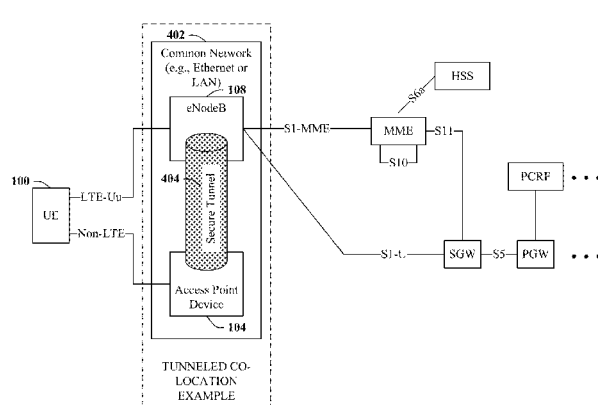 402
Common Network
(e.g., Ethernet or
LAN)
108
eNodeB
HSS
S6a
S1-MME
MME
S11
S10
404
Secure Tunnel
PCRF
100
UE
LTE-Uu
Non-LTE
S1-U
SGW
S5
PGW
Access Point
Device
104
TUNNELED CO-
LOCATION
EXAMPLE